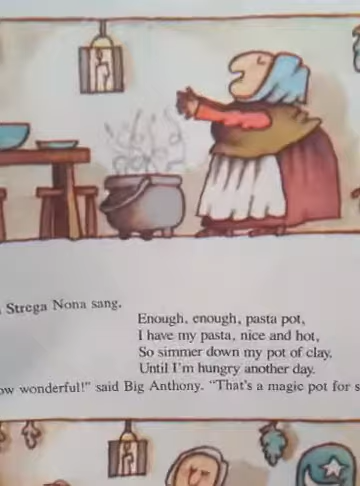 Strega Nona sang.
Enough, enough, pasta pot,
I have my pasta, nice and hot,
So simmer down my pot of clay,
Until I'm hungry another day.
wonderful!" said Big Anthony. "That's a magic pot for